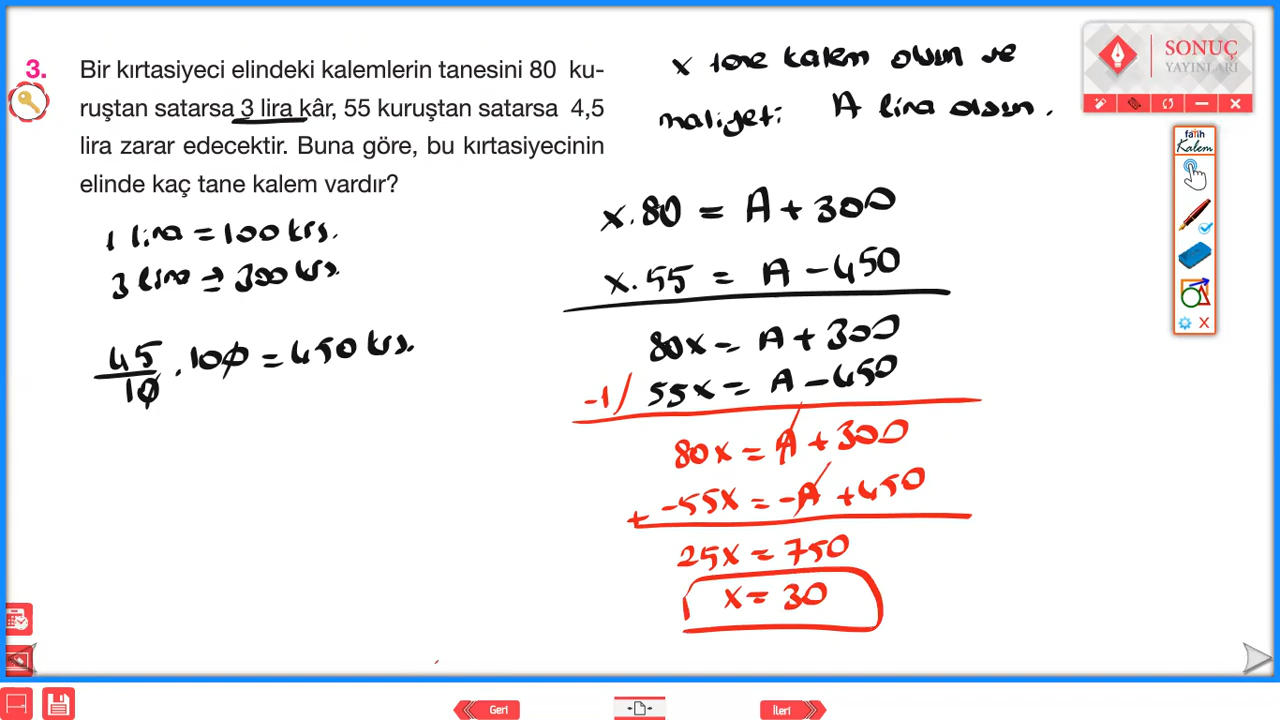 3.
Bir kırtasiyeci elindeki kalemlerin tanesini 80 ku-
ruştan satarsa 3 lira kâr, 55 kuruştan satarsa 4,5
lira zarar edecektir. Buna göre, bu kırtasiyecinin
elinde kaç tane kalem vardır?
1 lira = 100 krş.
3 lira → 300 krş.
45/10 . 100 = 450 krş.
x tane kalem olsun ve
maliyeti A lira olsun.
x.80 = A + 300
x.55 = A - 450
80x = A + 300
-1/ 55x = A - 450
80x = A + 300
+ -55x = -A + 450
25x = 750
x = 30
SONUÇ
YAYINLARI
fatih
Kalem
X
Geri
İleri